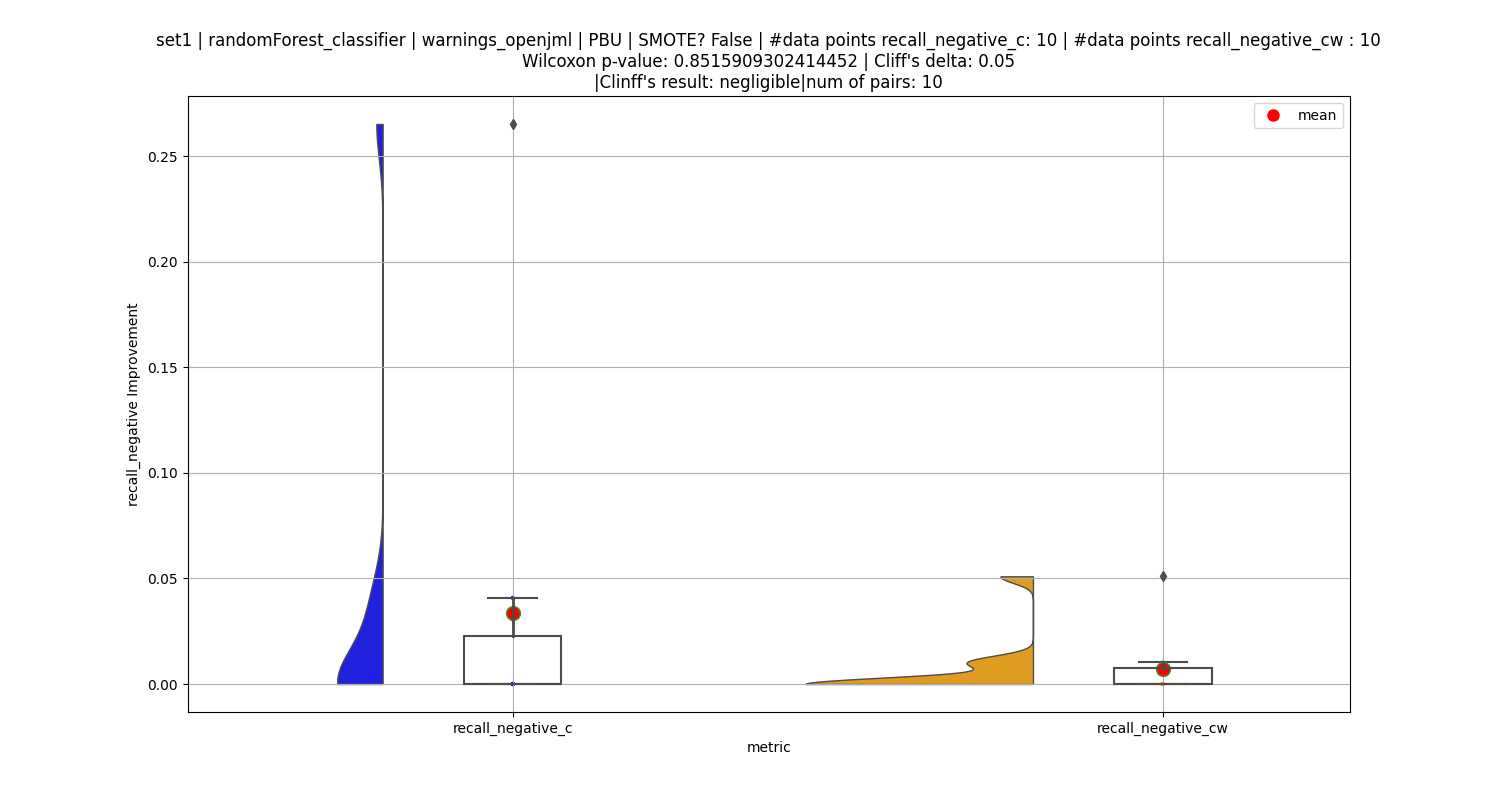 set1 | randomForest_classifier | warnings_openjml | PBU | SMOTE? False | #data points recall_negative_c: 10 | #data points recall_negative_cw : 10
Wilcoxon p-value: 0.8515909302414452 | Cliff's delta: 0.05
|Clinff's result: negligible|num of pairs: 10
mean
recall_negative Improvement
0.25
0.20
0.15
0.10
0.05
0.00
recall_negative_c
recall_negative_cw
metric